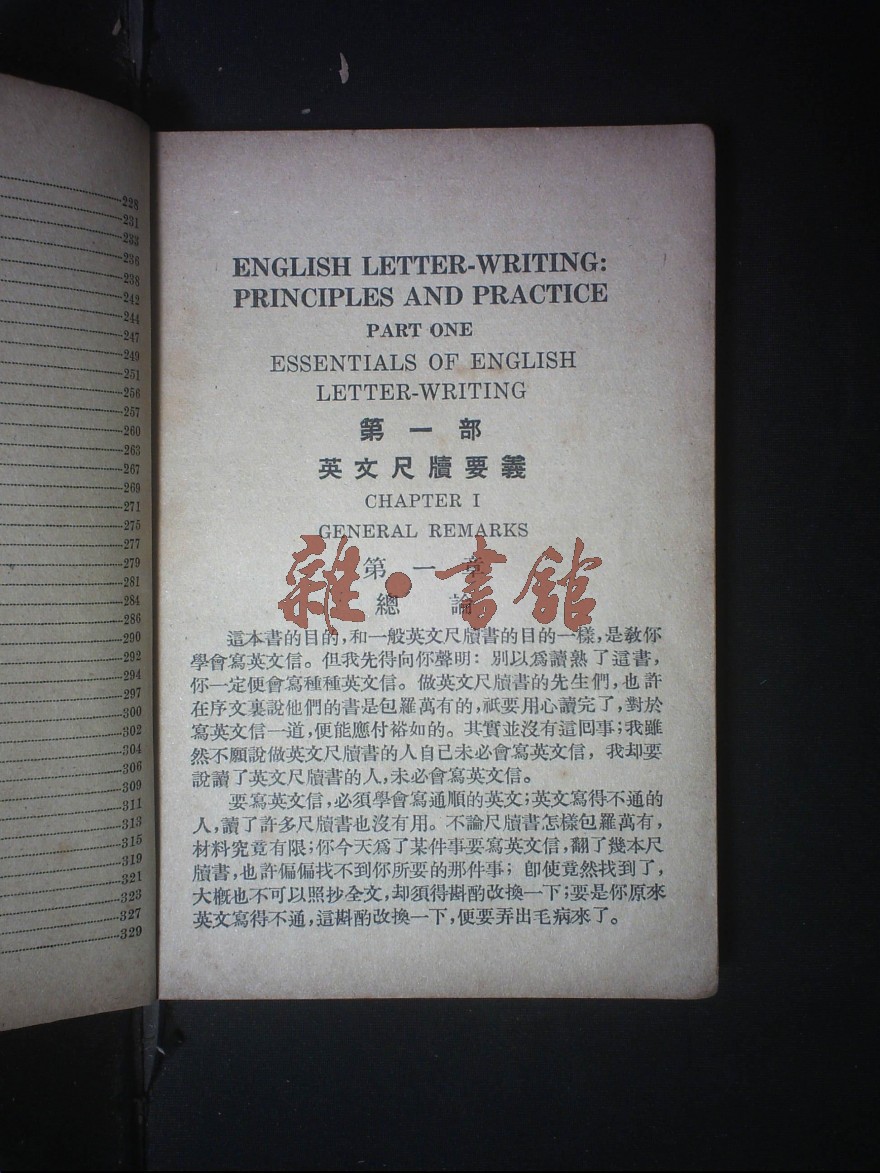 228
231
233
236
238
242
244
247
249
251
256
257
260
263
267
269
271
275
277
279
281
284
286
290
292
294
297
300
302
304
306
309
311
313
315
319
321
323
327
329
ENGLISH LETTER-WRITING:
PRINCIPLES AND PRACTICE
PART ONE
ESSENTIALS OF ENGLISH
LETTER-WRITING
第一部
英文尺牘要義
CHAPTER I
GENERAL REMARKS
第一章
總論
雜·書館
這本書的目的,和一般英文尺牘書的目的一樣,是敎你
學會寫英文信。但我先得向你聲明:別以爲讀熟了這書,
你一定便會寫種種英文信。做英文尺牘書的先生們,也許
在序文裏說他們的書是包羅萬有的,祇要用心讀完了,對於
寫英文信一道,便能應付裕如的。其實並沒有這囘事;我雖
然不願說做英文尺牘書的人自己未必會寫英文信,我却要
說讀了英文尺牘書的人,未必會寫英文信。
要寫英文信,必須學會寫通順的英文;英文寫得不通的
人,讀了許多尺牘書也沒有用。不論尺牘書怎樣包羅萬有,
材料究竟有限;你今天爲了某件事要寫英文信,翻了幾本尺
牘書,也許偏偏找不到你所要的那件事;卽使竟然找到了,
大概也不可以照抄全文,却須得斟酌改換一下;要是你原來
英文寫得不通,這斟酌改換一下,便要弄出毛病來了。